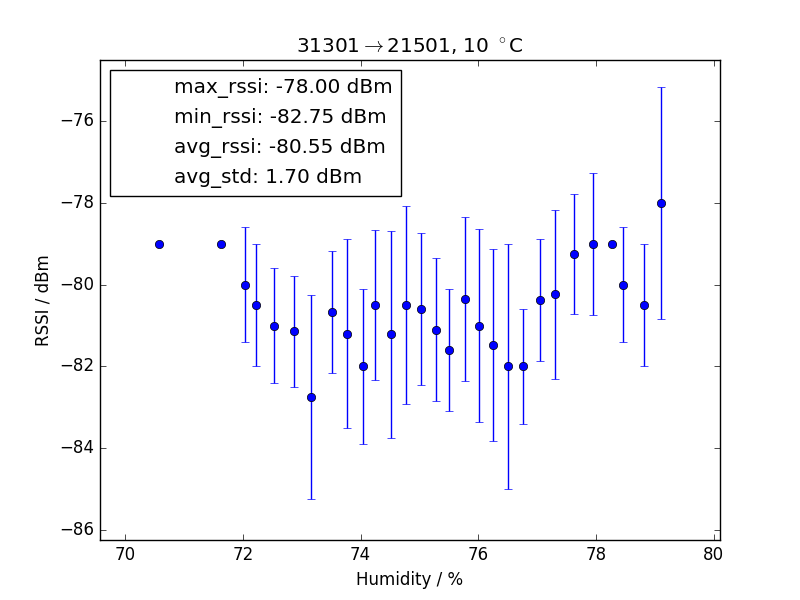 31301→21501, 10 °C
max_rssi: -78.00 dBm
min_rssi: -82.75 dBm
avg_rssi: -80.55 dBm
avg_std: 1.70 dBm
RSSI / dBm
−76
−78
−80
−82
−84
−86
70 72 74 76 78 80
Humidity / %